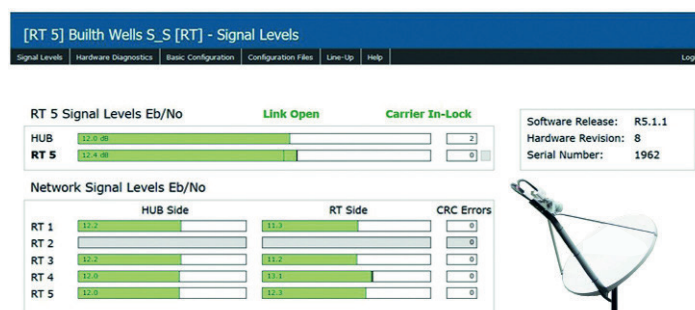 [RT 5] Builth Wells S_S [RT] - Signal Levels
Signal Levels Hardware Diagnostics Basic Configuration Configuration Files Line-Up Help Logi
RT 5 Signal Levels Eb/No Link Open Carrier In-Lock
HUB 12.0 dB 2
RT 5 12.4 dB 0
Software Release: R5.1.1
Hardware Revision: 8
Serial Number: 1962
Network Signal Levels Eb/No
HUB Side RT Side CRC Errors
RT 1 12.2 11.3 0
RT 2 0
RT 3 12.2 11.2 0
RT 4 12.0 13.1 0
RT 5 12.0 12.3 0